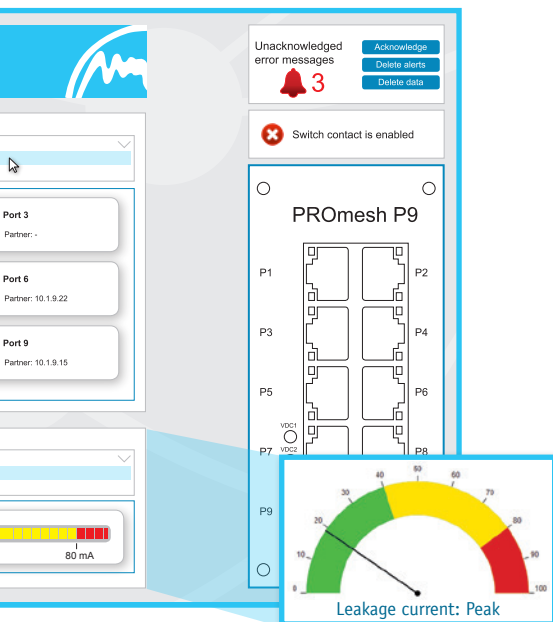 Unacknowledged
error messages
3
Acknowledge
Delete alerts
Delete data
Switch contact is enabled
Port 3
Partner: -
Port 6
Partner: 10.1.9.22
Port 9
Partner: 10.1.9.15
80 mA
PROmesh P9
P1
P2
P3
P4
P5
P6
VDC1
P7
VDC2
P8
P9
0
10
20
30
40
50
60
70
80
90
100
Leakage current: Peak